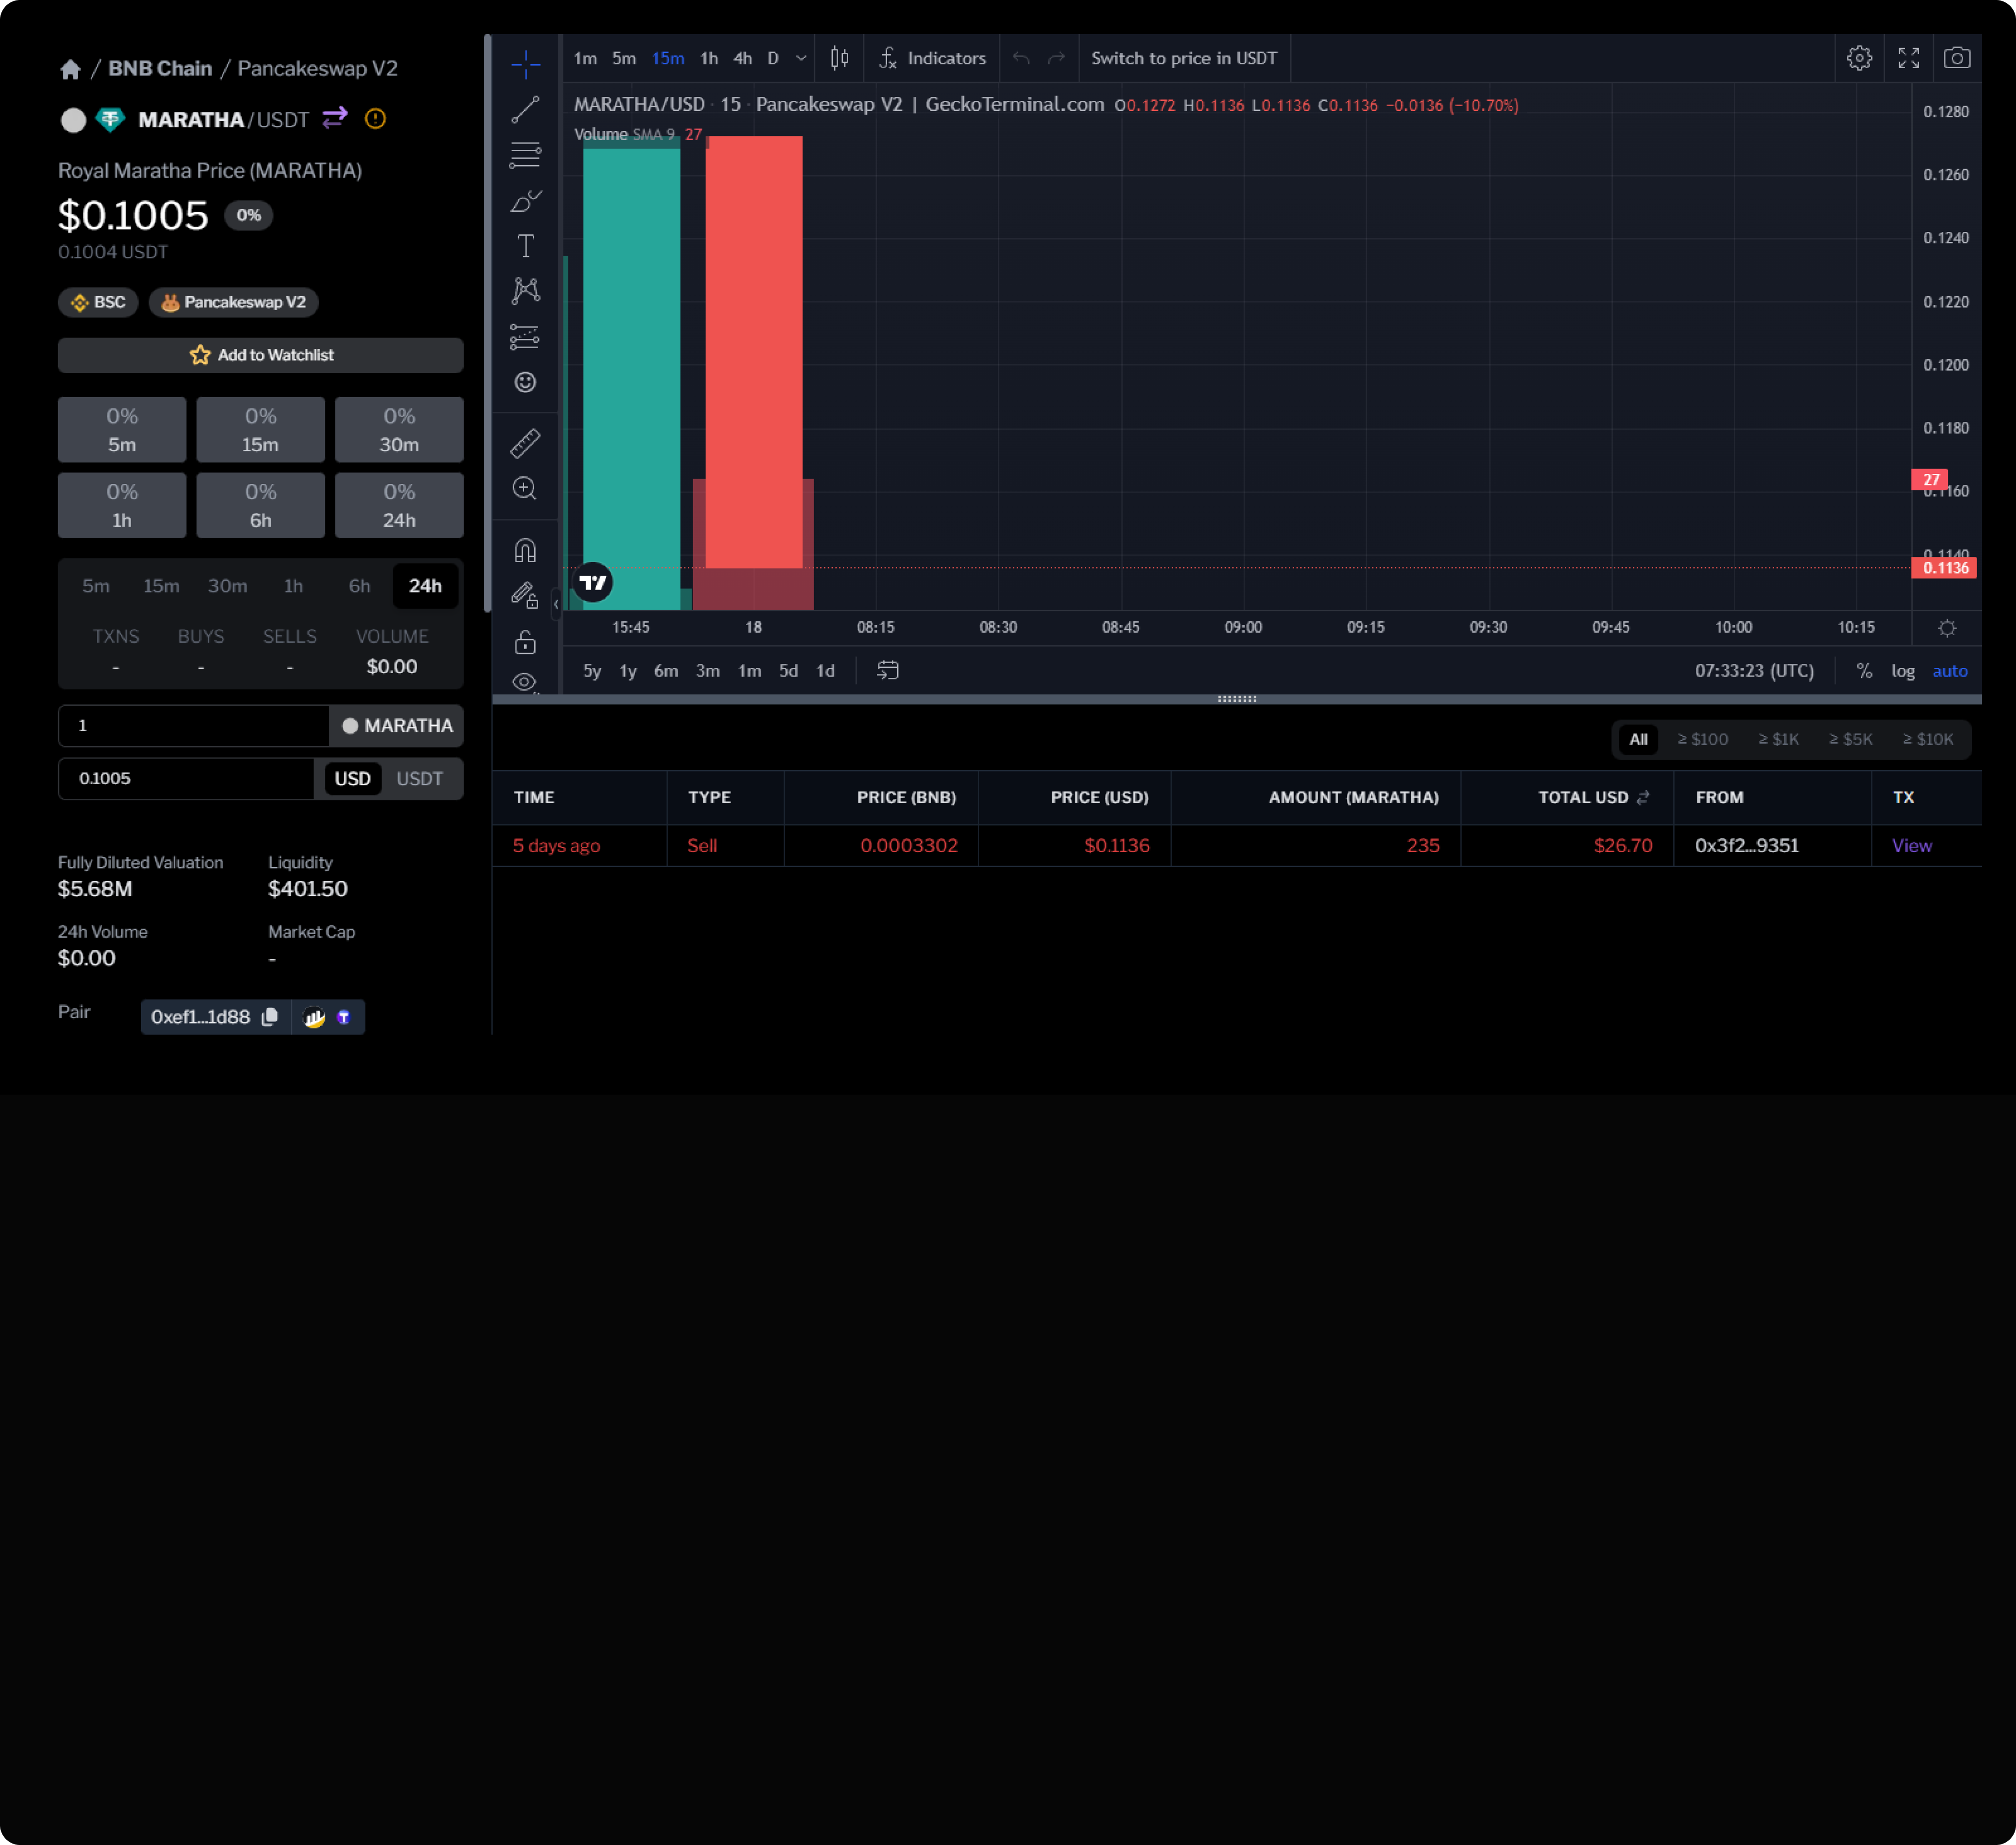 / BNB Chain / Pancakeswap V2
MARATHA/USDT
Royal Maratha Price (MARATHA)
$0.1005 0%
0.1004 USDT
BSC Pancakeswap V2
Add to Watchlist
0% 0% 0%
5m 15m 30m
0% 0% 0%
1h 6h 24h
5m 15m 30m 1h 6h 24h
TXNS BUYS SELLS VOLUME
- - - $0.00
1 MARATHA
0.1005 USD USDT
Fully Diluted Valuation Liquidity
$5.68M $401.50
24h Volume Market Cap
$0.00 -
Pair 0xef1...1d88
1m 5m 15m 1h 4h D Indicators Switch to price in USDT
MARATHA/USD · 15 · Pancakeswap V2 | GeckoTerminal.com O0.1272 H0.1136 L0.1136 C0.1136 −0.0136 (−10.70%)
Volume SMA 9 27
0.1280
0.1260
0.1240
0.1220
0.1200
0.1180
27
0.1160
0.1140
0.1136
15:45 18 08:15 08:30 08:45 09:00 09:15 09:30 09:45 10:00 10:15
5y 1y 6m 3m 1m 5d 1d 07:33:23 (UTC) % log auto
All ≥ $100 ≥ $1K ≥ $5K ≥ $10K
TIME TYPE PRICE (BNB) PRICE (USD) AMOUNT (MARATHA) TOTAL USD FROM TX
5 days ago Sell 0.0003302 $0.1136 235 $26.70 0x3f2...9351 View